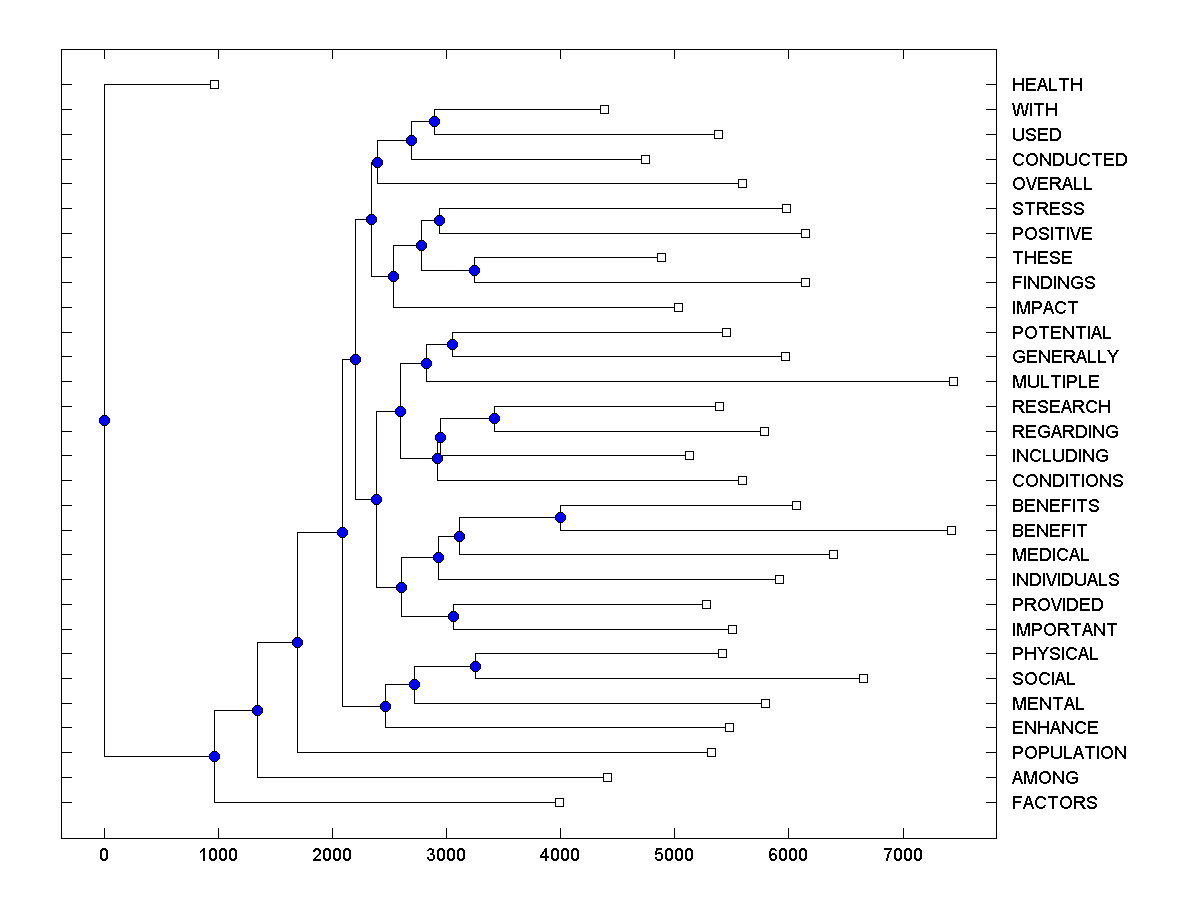 HEALTH
WITH
USED
CONDUCTED
OVERALL
STRESS
POSITIVE
THESE
FINDINGS
IMPACT
POTENTIAL
GENERALLY
MULTIPLE
RESEARCH
REGARDING
INCLUDING
CONDITIONS
BENEFITS
BENEFIT
MEDICAL
INDIVIDUALS
PROVIDED
IMPORTANT
PHYSICAL
SOCIAL
MENTAL
ENHANCE
POPULATION
AMONG
FACTORS
0 1000 2000 3000 4000 5000 6000 7000